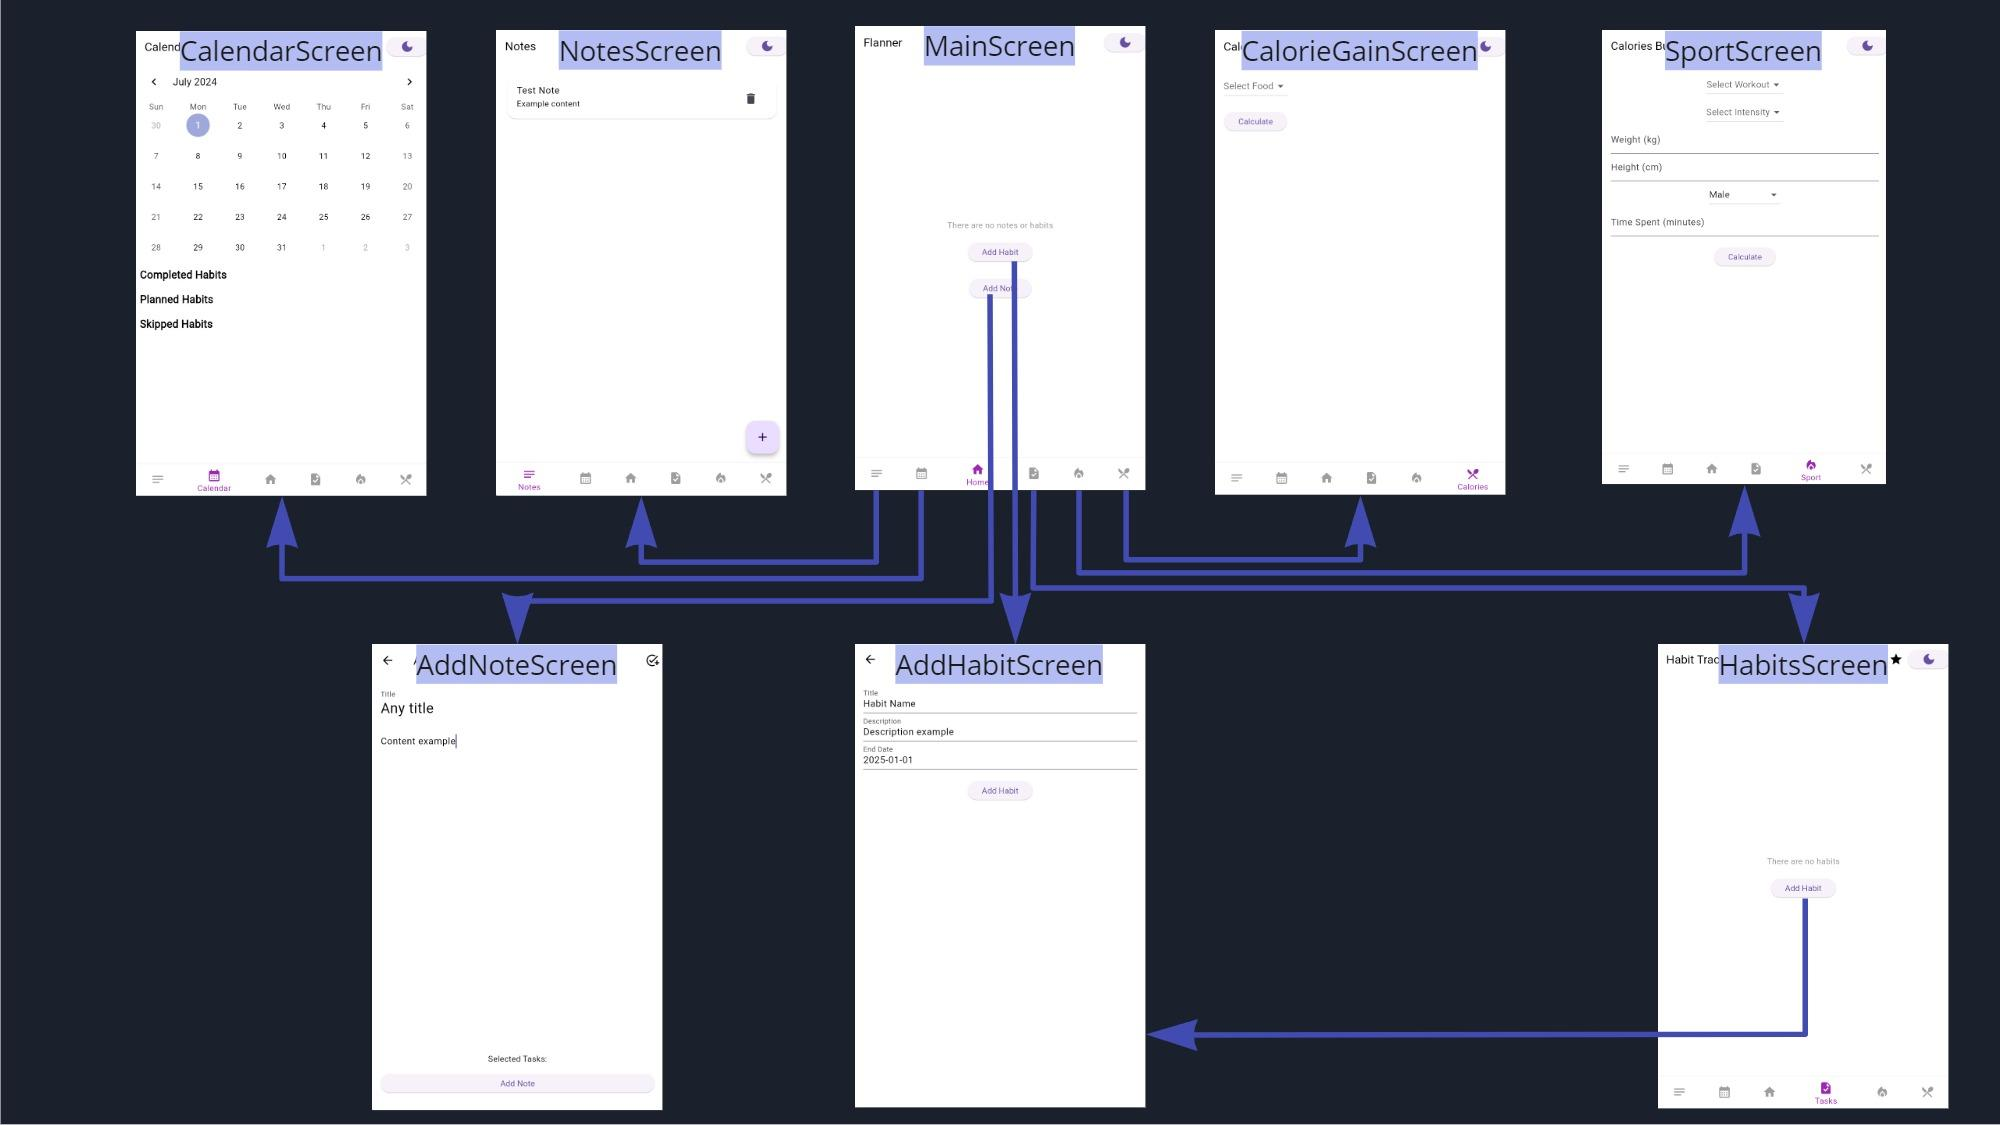 Calend
CalendarScreen
July 2024
Sun Mon Tue Wed Thu Fri Sat
30 1 2 3 4 5 6
7 8 9 10 11 12 13
14 15 16 17 18 19 20
21 22 23 24 25 26 27
28 29 30 31 1 2 3
Completed Habits
Planned Habits
Skipped Habits
Calendar
Notes
NotesScreen
Test Note
Example content
+
Notes
Flanner
MainScreen
There are no notes or habits
Add Habit
Add Not
Home
Cal
CalorieGainScreen
Select Food
Calculate
Calories
Calories Bu
SportScreen
Select Workout
Select Intensity
Weight (kg)
Height (cm)
Male
Time Spent (minutes)
Calculate
Sport
AddNoteScreen
Title
Any title
Content example
Selected Tasks:
Add Note
AddHabitScreen
Title
Habit Name
Description
Description example
End Date
2025-01-01
Add Habit
Habit Trac
HabitsScreen
There are no habits
Add Habit
Tasks